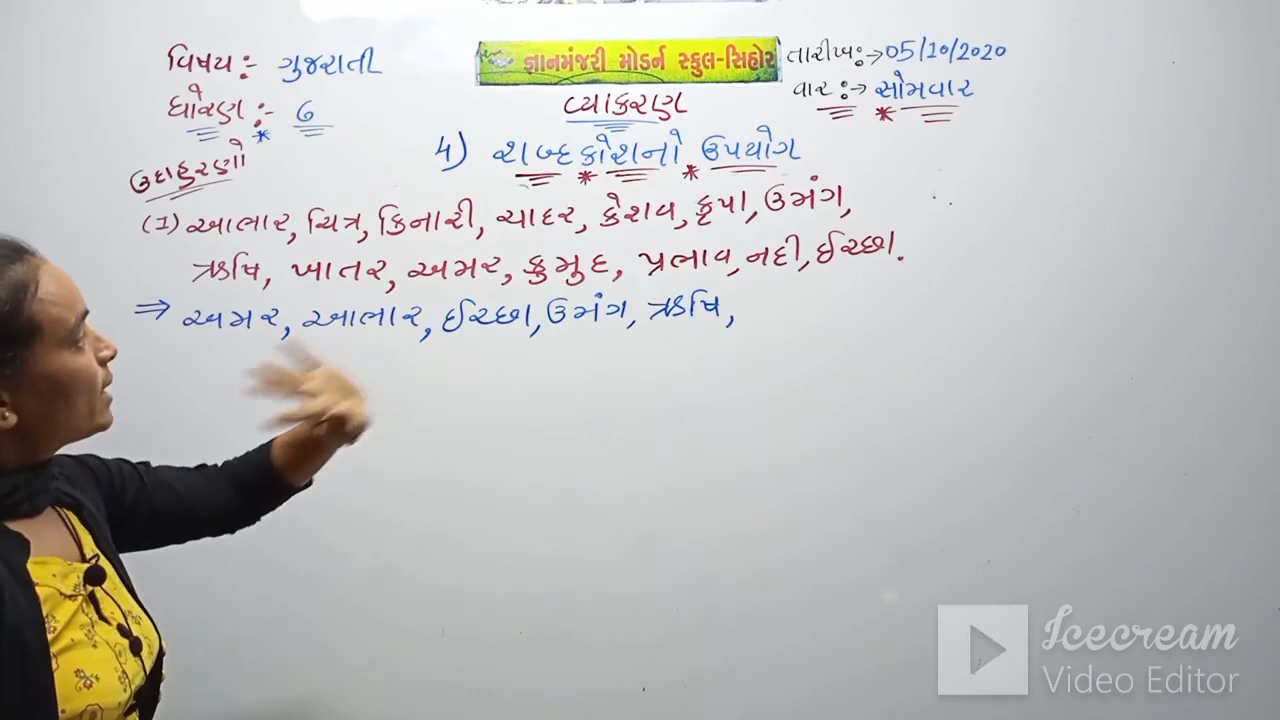 વિષય :- ગુજરાતી
જ્ઞાનમંજરી મોડર્ન સ્કુલ-સિહોર
તારીખ :→ 05/10/2020
ધોરણ :- ૭
વ્યાકરણ
વાર :→ સોમવાર
4) શબ્દકોશનો ઉપયોગ
ઉદાહરણો
(1) આભાર, ચિત્ર, કિનારી, ચાદર, કેશવ, કૃપા, ઉમંગ,
ઋષિ, ખાતર, અમર, કુમુદ, પ્રભાવ, નદી, ઈચ્છા.
⇒ અમર, આભાર, ઈચ્છા, ઉમંગ, ઋષિ,
Icecream
Video Editor